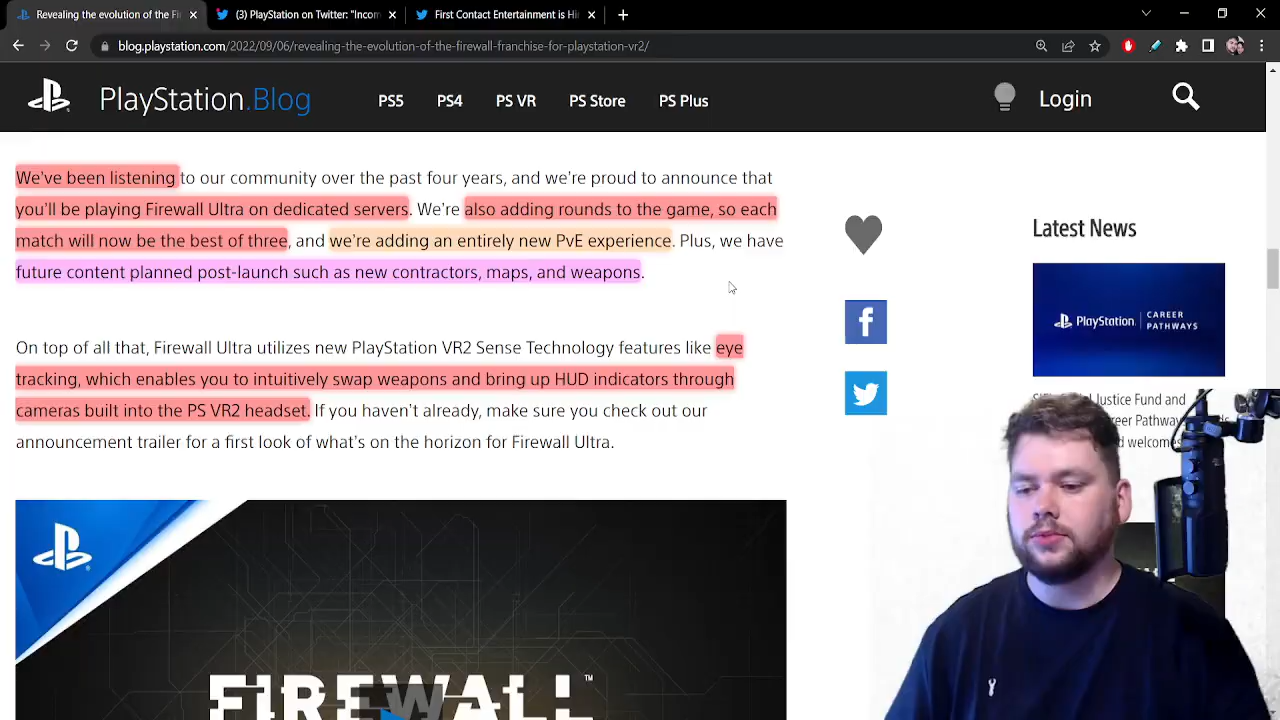 Revealing the evolution of the Fi
(3) PlayStation on Twitter: "Incom
First Contact Entertainment is Hi
blog.playstation.com/2022/09/06/revealing-the-evolution-of-the-firewall-franchise-for-playstation-vr2/
PlayStation.Blog
PS5
PS4
PS VR
PS Store
PS Plus
Login
We've been listening to our community over the past four years, and we're proud to announce that
you'll be playing Firewall Ultra on dedicated servers. We're also adding rounds to the game, so each
match will now be the best of three, and we're adding an entirely new PvE experience. Plus, we have
future content planned post-launch such as new contractors, maps, and weapons.
On top of all that, Firewall Ultra utilizes new PlayStation VR2 Sense Technology features like eye
tracking, which enables you to intuitively swap weapons and bring up HUD indicators through
cameras built into the PS VR2 headset. If you haven't already, make sure you check out our
announcement trailer for a first look of what's on the horizon for Firewall Ultra.
FIREWALL™
Latest News
PlayStation | CAREER
PATHWAYS
Justice Fund and
Pathway
welcomes